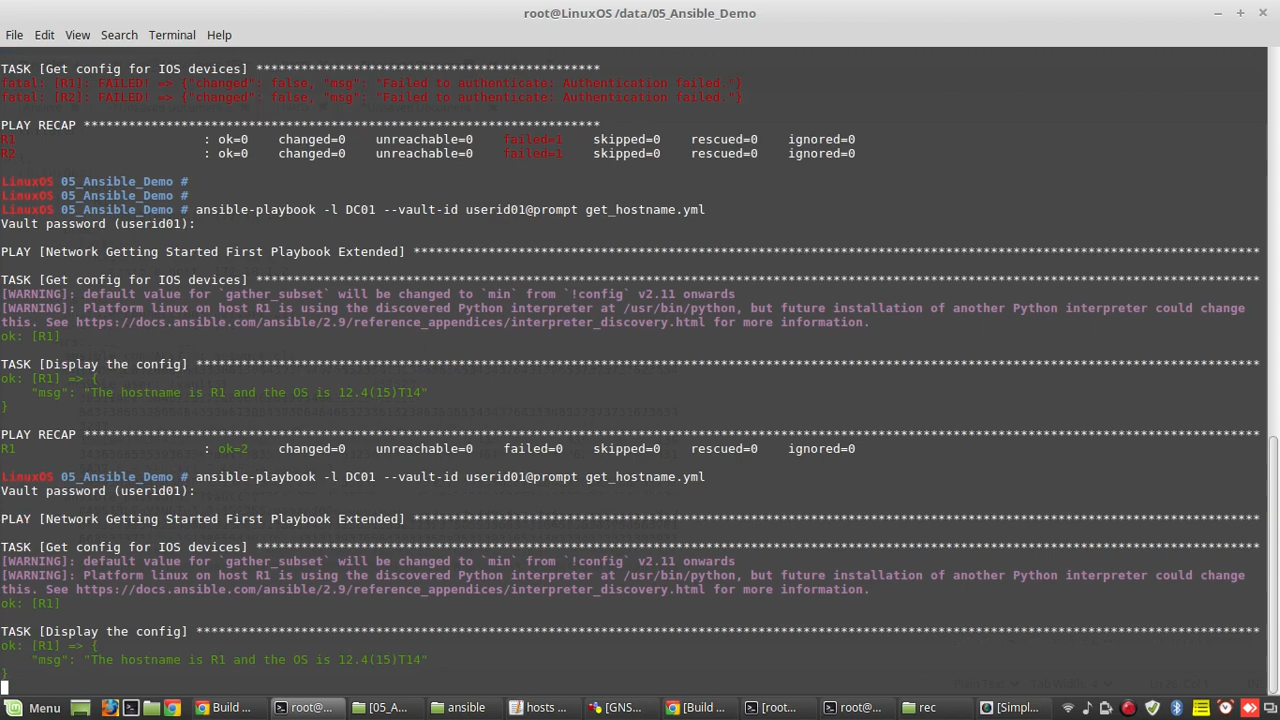 root@LinuxOS /data/05_Ansible_Demo
File Edit View Search Terminal Help
TASK [Get config for IOS devices] **********************************************
fatal: [R1]: FAILED! => {"changed": false, "msg": "Failed to authenticate: Authentication failed."}
fatal: [R2]: FAILED! => {"changed": false, "msg": "Failed to authenticate: Authentication failed."}
PLAY RECAP *********************************************************************
R1 : ok=0 changed=0 unreachable=0 failed=1 skipped=0 rescued=0 ignored=0
R2 : ok=0 changed=0 unreachable=0 failed=1 skipped=0 rescued=0 ignored=0
LinuxOS 05_Ansible_Demo #
LinuxOS 05_Ansible_Demo #
LinuxOS 05_Ansible_Demo # ansible-playbook -l DC01 --vault-id userid01@prompt get_hostname.yml
Vault password (userid01):
PLAY [Network Getting Started First Playbook Extended] *****************************************************************************************************************
TASK [Get config for IOS devices] **************************************************************************************************************************************
[WARNING]: default value for `gather_subset` will be changed to `min` from `!config` v2.11 onwards
[WARNING]: Platform linux on host R1 is using the discovered Python interpreter at /usr/bin/python, but future installation of another Python interpreter could change
this. See https://docs.ansible.com/ansible/2.9/reference_appendices/interpreter_discovery.html for more information.
ok: [R1]
TASK [Display the config] **********************************************************************************************************************************************
ok: [R1] => {
"msg": "The hostname is R1 and the OS is 12.4(15)T14"
}
PLAY RECAP *************************************************************************************************************************************************************
R1 : ok=2 changed=0 unreachable=0 failed=0 skipped=0 rescued=0 ignored=0
LinuxOS 05_Ansible_Demo # ansible-playbook -l DC01 --vault-id userid01@prompt get_hostname.yml
Vault password (userid01):
PLAY [Network Getting Started First Playbook Extended] *****************************************************************************************************************
TASK [Get config for IOS devices] **************************************************************************************************************************************
[WARNING]: default value for `gather_subset` will be changed to `min` from `!config` v2.11 onwards
[WARNING]: Platform linux on host R1 is using the discovered Python interpreter at /usr/bin/python, but future installation of another Python interpreter could change
this. See https://docs.ansible.com/ansible/2.9/reference_appendices/interpreter_discovery.html for more information.
ok: [R1]
TASK [Display the config] **********************************************************************************************************************************************
ok: [R1] => {
"msg": "The hostname is R1 and the OS is 12.4(15)T14"
}
Menu Build ... root@... [05_A... ansible hosts ... [GNS... [Build ... [root... root@... rec [Simpl...